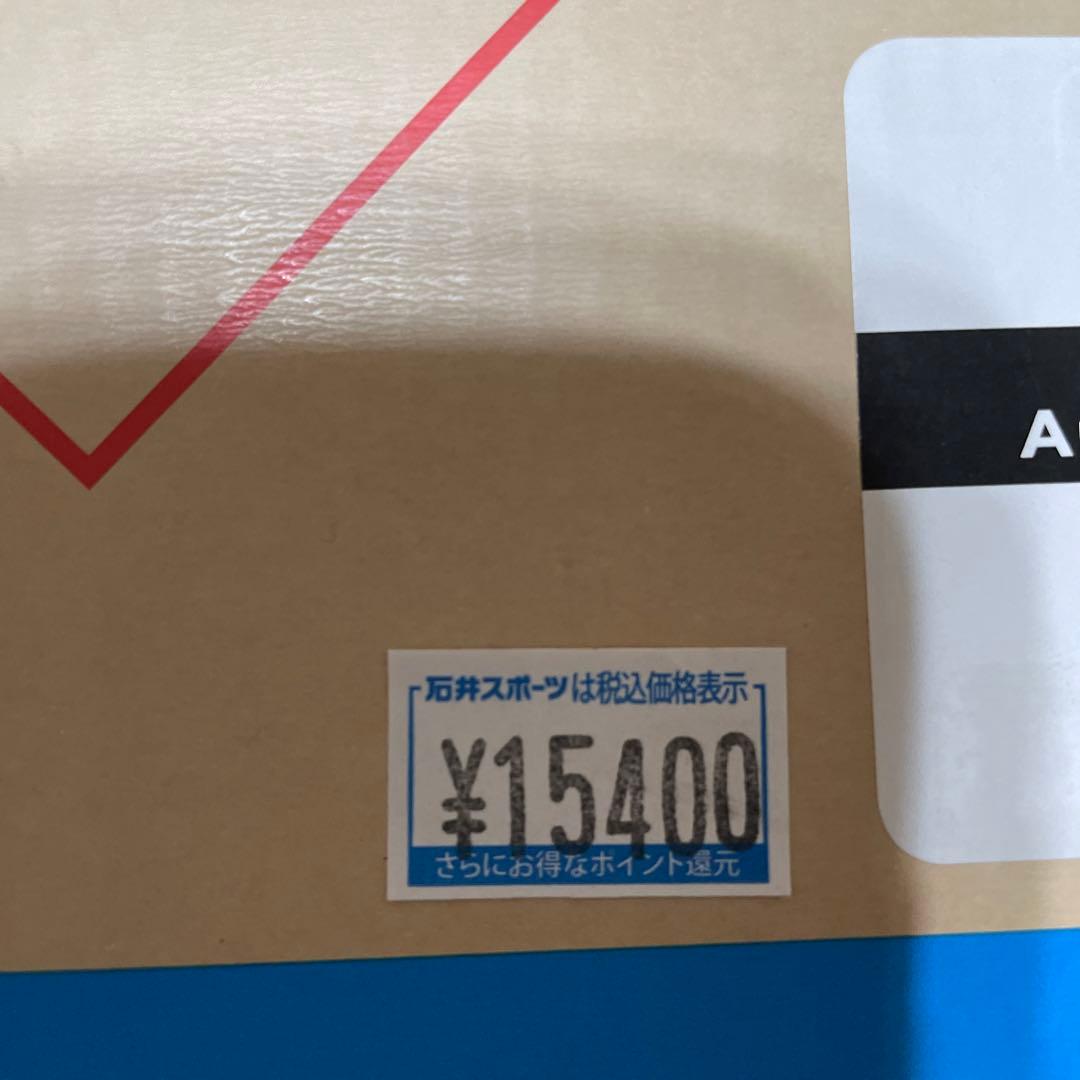 A
石井スポーツは税込価格表示
¥15400
さらにお得なポイント還元